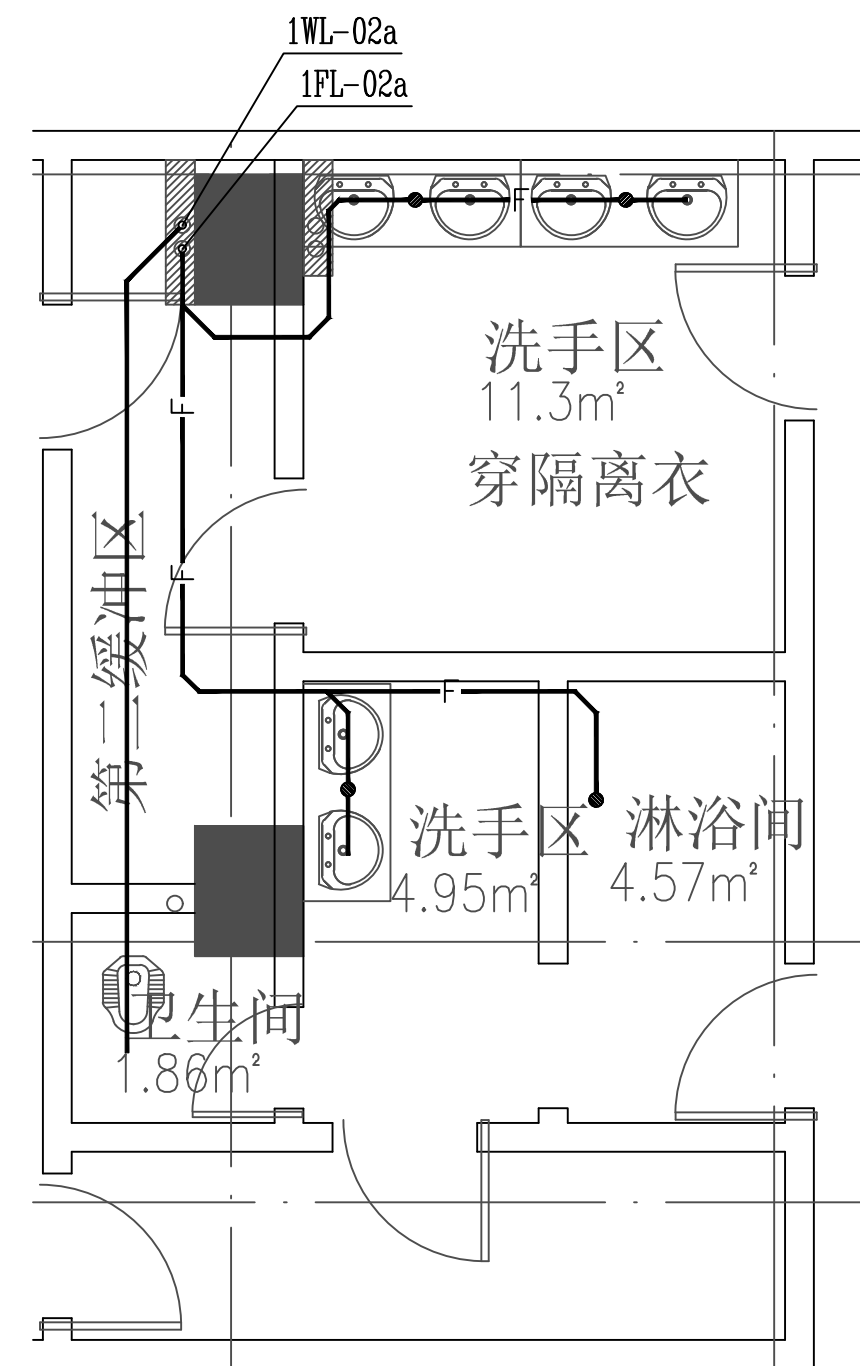 1WL-02a
1FL-02a
F
洗手区
11.3m²
F
穿隔离衣
第二缓冲区
F
F
洗手区
4.95m²
淋浴间
4.57m²
卫生间
1.86m²